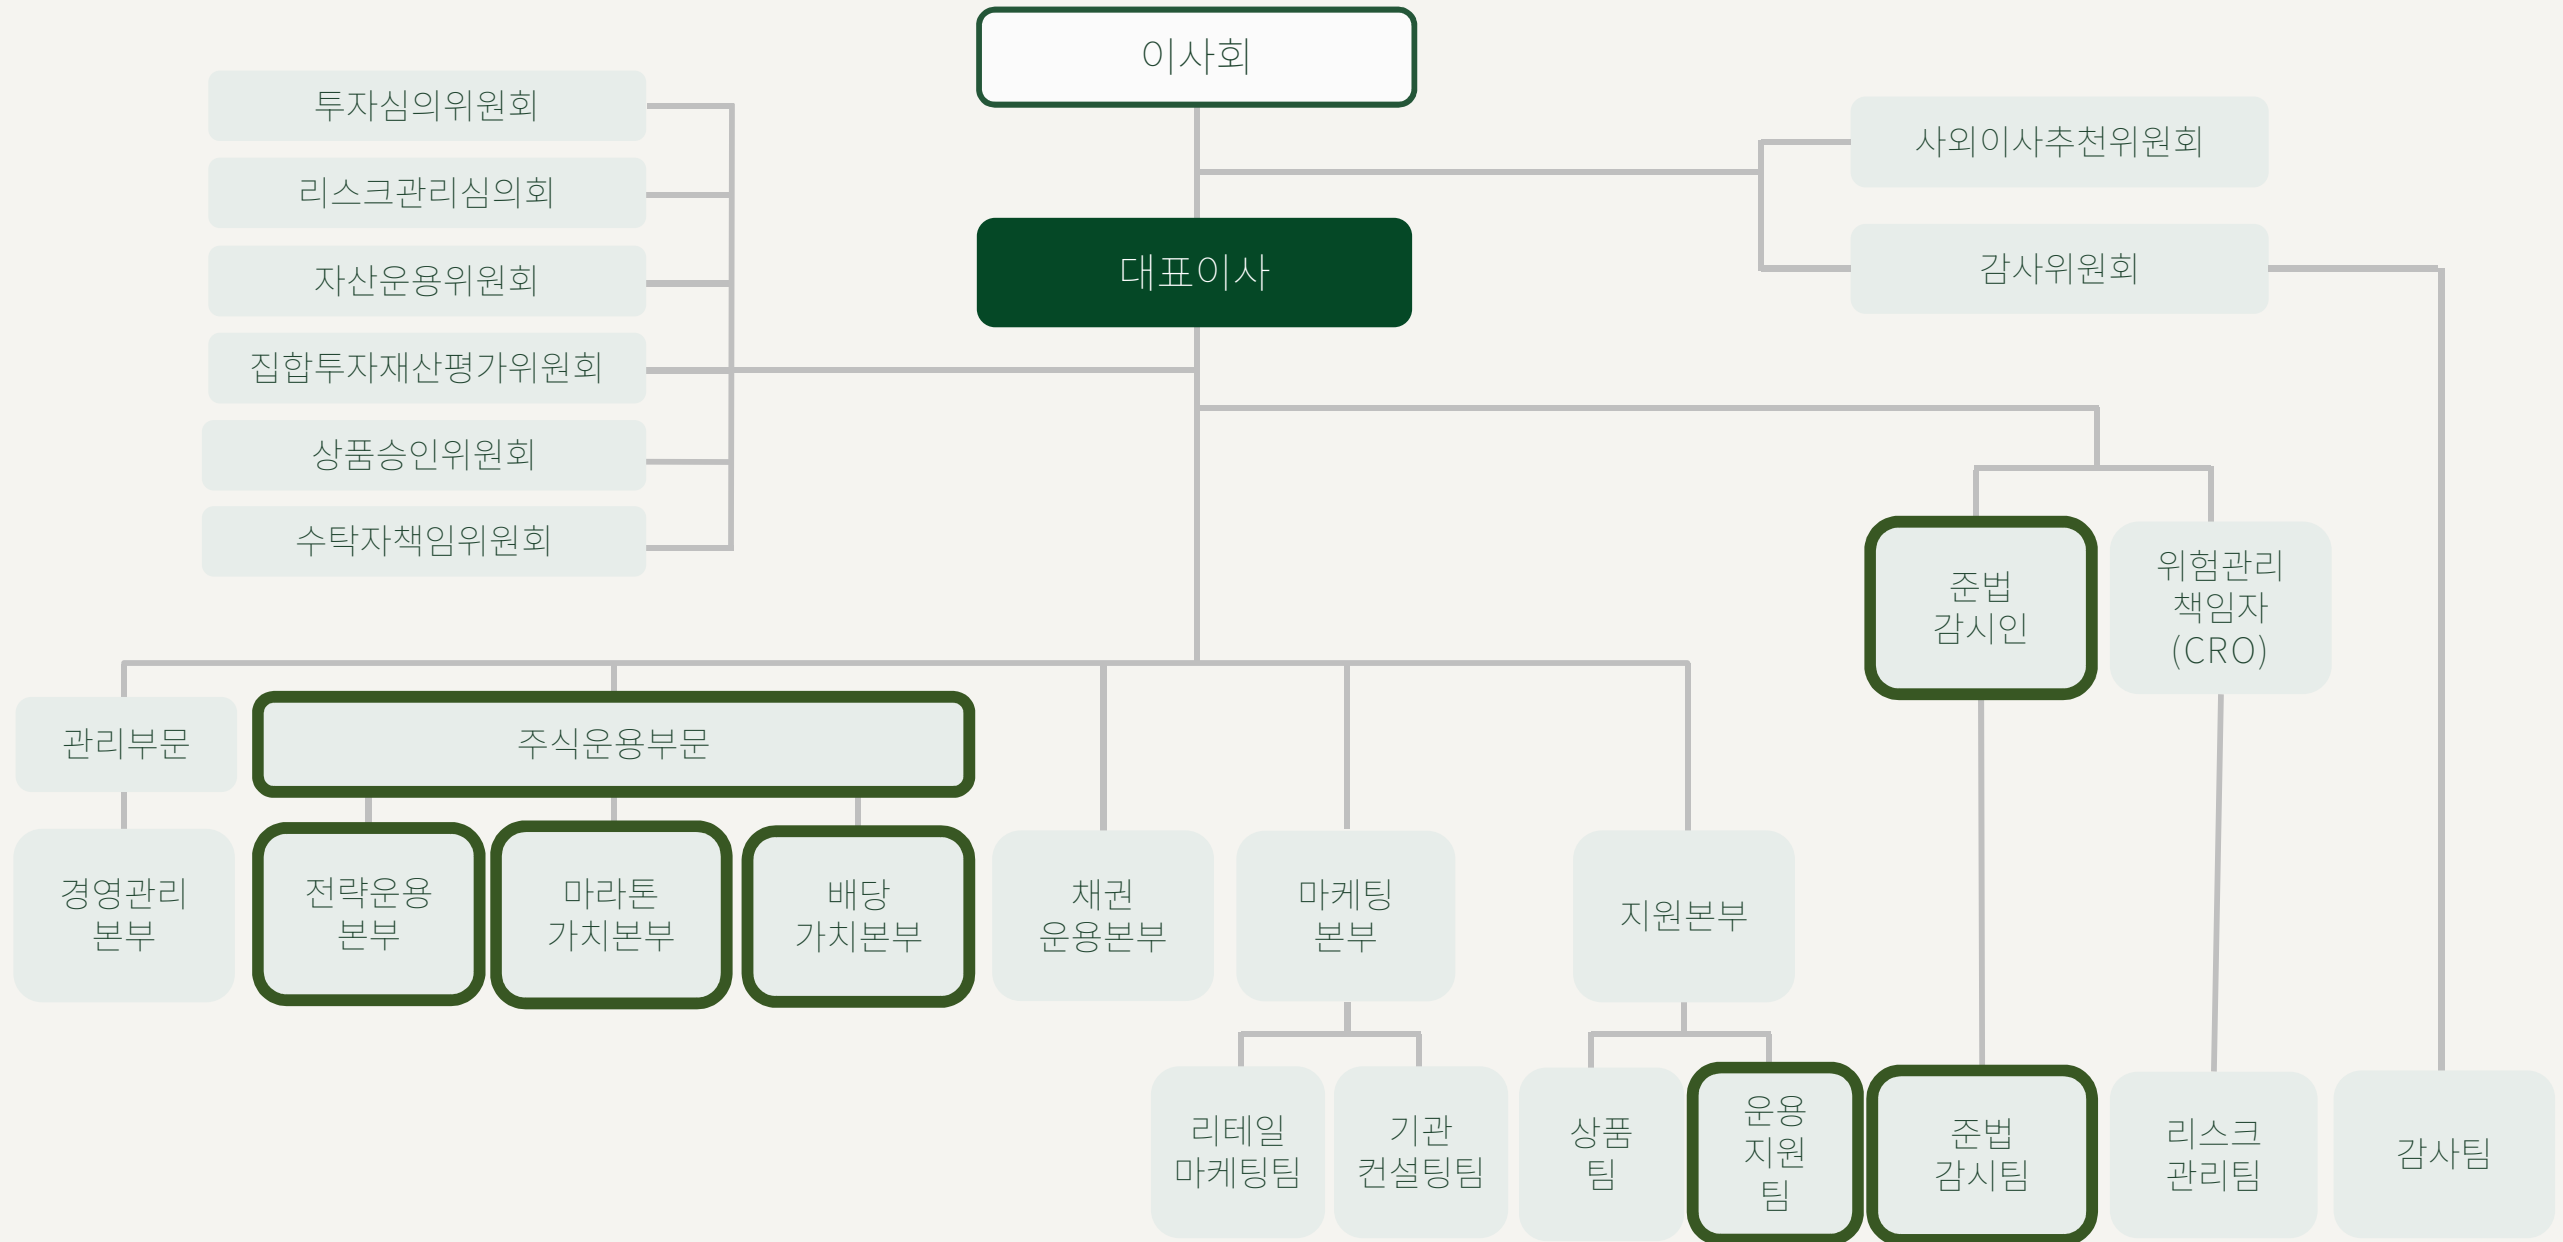 이사회
투자심의위원회
리스크관리심의회
자산운용위원회
집합투자재산평가위원회
상품승인위원회
수탁자책임위원회
사외이사추천위원회
감사위원회
대표이사
준법
감시인
위험관리
책임자
(CRO)
관리부문
주식운용부문
경영관리
본부
전략운용
본부
마라톤
가치본부
배당
가치본부
채권
운용본부
마케팅
본부
지원본부
리테일
마케팅팀
기관
컨설팅팀
상품
팀
운용
지원
팀
준법
감시팀
리스크
관리팀
감사팀